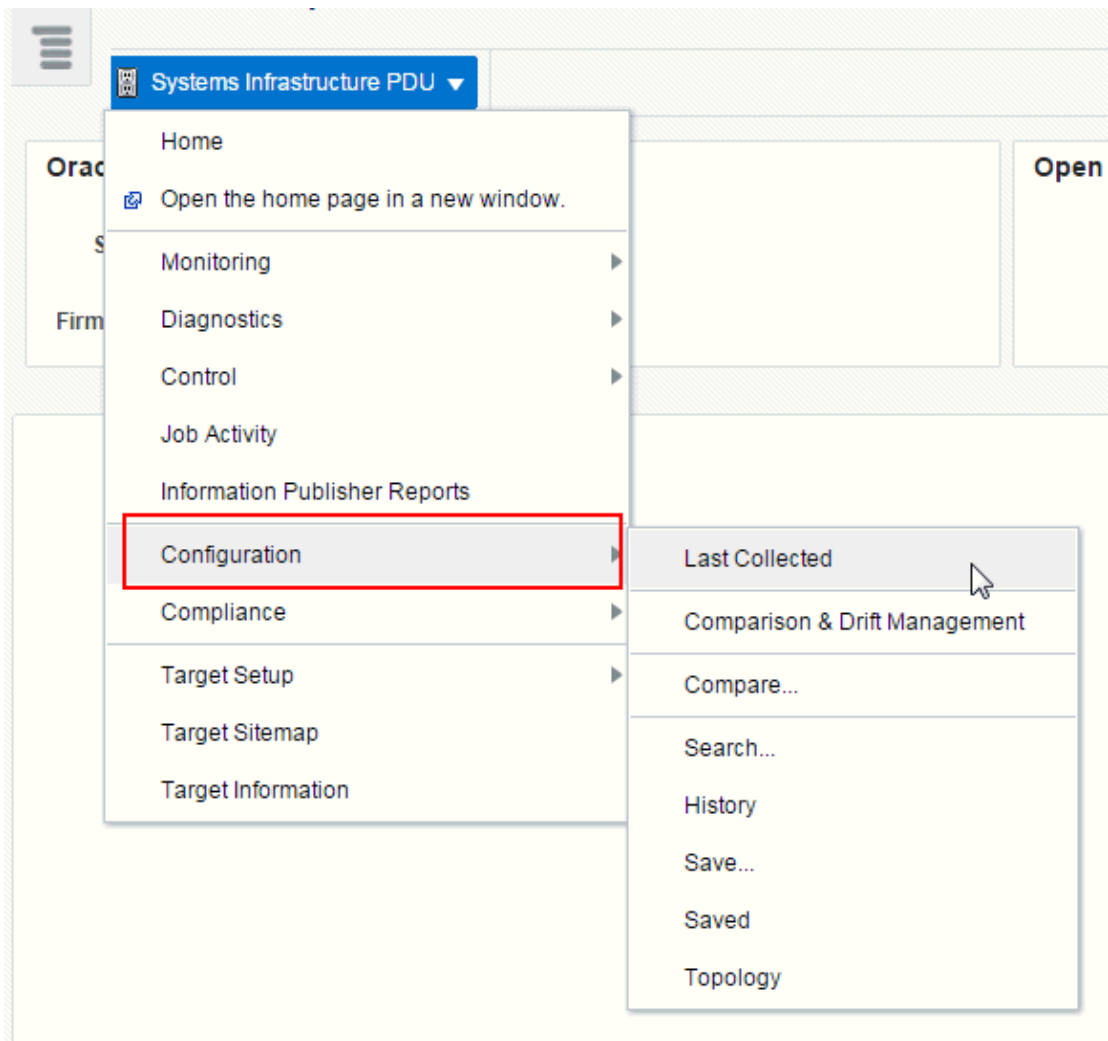 Systems Infrastructure PDU
Home
Orac
Open
Open the home page in a new window.
S
Monitoring
Firm
Diagnostics
Control
Job Activity
Information Publisher Reports
Configuration
Last Collected
Compliance
Comparison & Drift Management
Target Setup
Compare...
Target Sitemap
Search...
Target Information
History
Save...
Saved
Topology